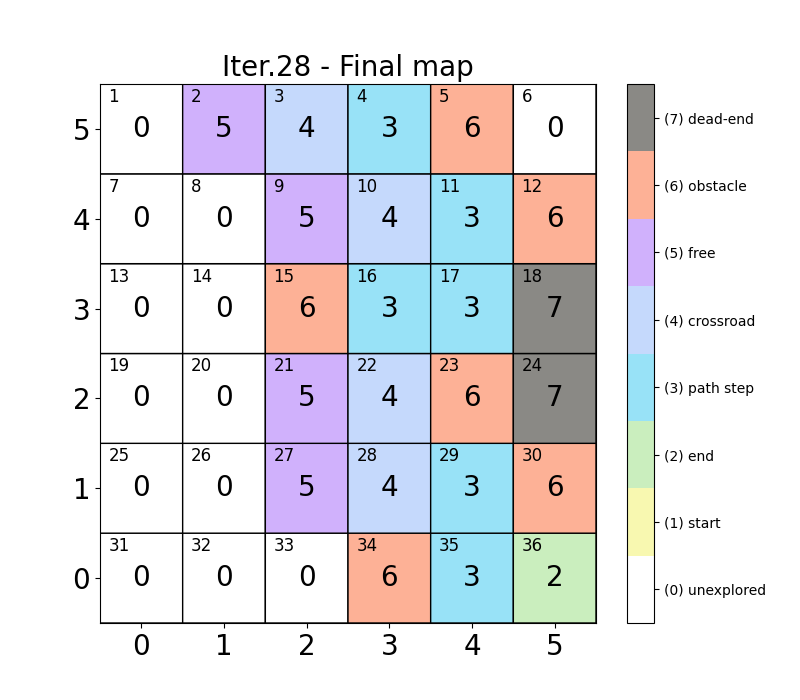 Iter.28 - Final map
1 2 3 4 5 6
5 0 5 4 3 6 0
7 8 9 10 11 12
4 0 0 5 4 3 6
13 14 15 16 17 18
3 0 0 6 3 3 7
19 20 21 22 23 24
2 0 0 5 4 6 7
25 26 27 28 29 30
1 0 0 5 4 3 6
31 32 33 34 35 36
0 0 0 0 6 3 2
0 1 2 3 4 5
(7) dead-end
(6) obstacle
(5) free
(4) crossroad
(3) path step
(2) end
(1) start
(0) unexplored